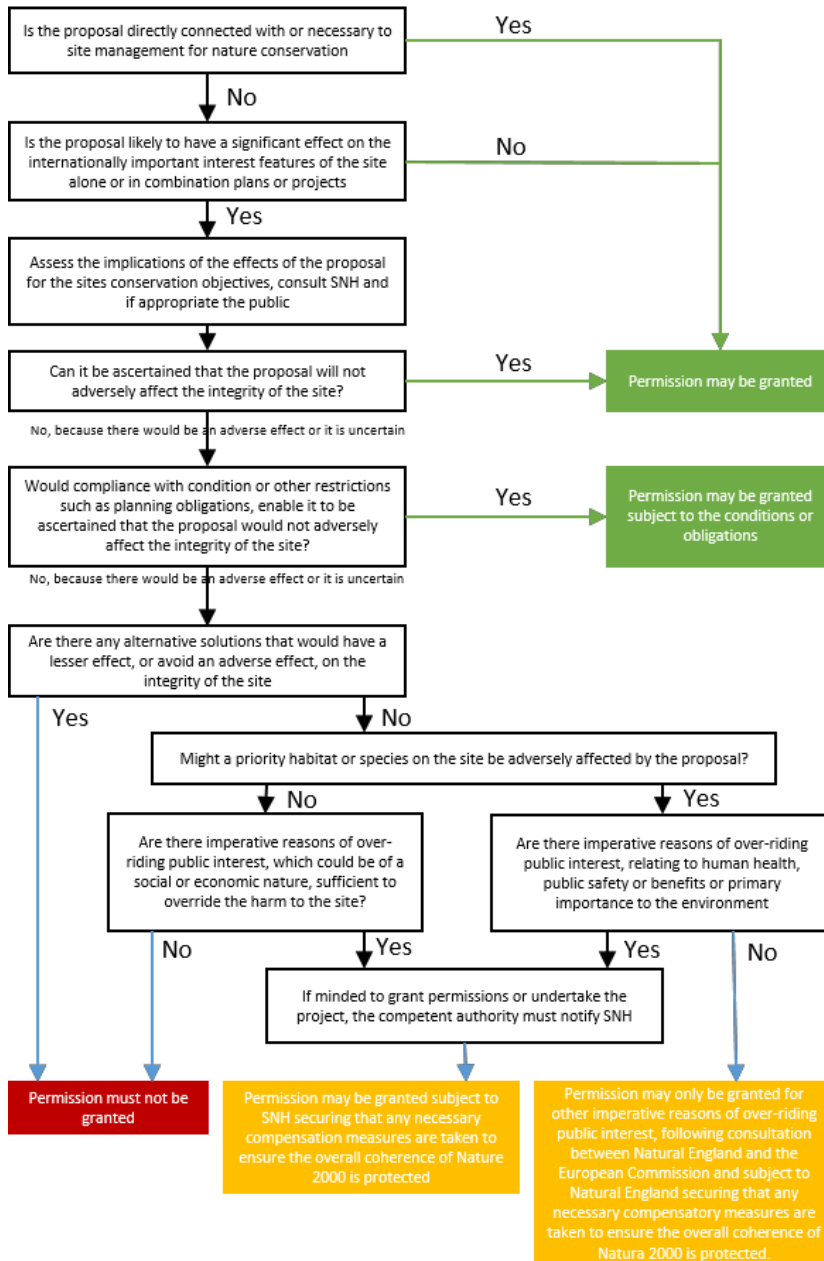 Is the proposal directly connected with or necessary to
site management for nature conservation
Yes
No
Is the proposal likely to have a significant effect on the
internationally important interest features of the site
alone or in combination plans or projects
No
Yes
Assess the implications of the effects of the proposal
for the sites conservation objectives, consult SNH and
if appropriate the public
Can it be ascertained that the proposal will not
adversely affect the integrity of the site?
Yes
Permission may be granted
No, because there would be an adverse effect or it is uncertain
Would compliance with condition or other restrictions
such as planning obligations, enable it to be
ascertained that the proposal would not adversely
affect the integrity of the site?
Yes
Permission may be granted
subject to the conditions or
obligations
No, because there would be an adverse effect or it is uncertain
Are there any alternative solutions that would have a
lesser effect, or avoid an adverse effect, on the
integrity of the site
Yes
No
Might a priority habitat or species on the site be adversely affected by the proposal?
No
Yes
Are there imperative reasons of over-
riding public interest, which could be of a
social or economic nature, sufficient to
override the harm to the site?
Are there imperative reasons of over-riding
public interest, relating to human health,
public safety or benefits or primary
importance to the environment
No
Yes
Yes
No
If minded to grant permissions or undertake the
project, the competent authority must notify SNH
Permission must not be
granted
Permission may be granted subject to
SNH securing that any necessary
compensation measures are taken to
ensure the overall coherence of Nature
2000 is protected
Permission may only be granted for
other imperative reasons of over-riding
public interest, following consultation
between Natural England and the
European Commission and subject to
Natural England securing that any
necessary compensatory measures are
taken to ensure the overall coherence of
Natura 2000 is protected.